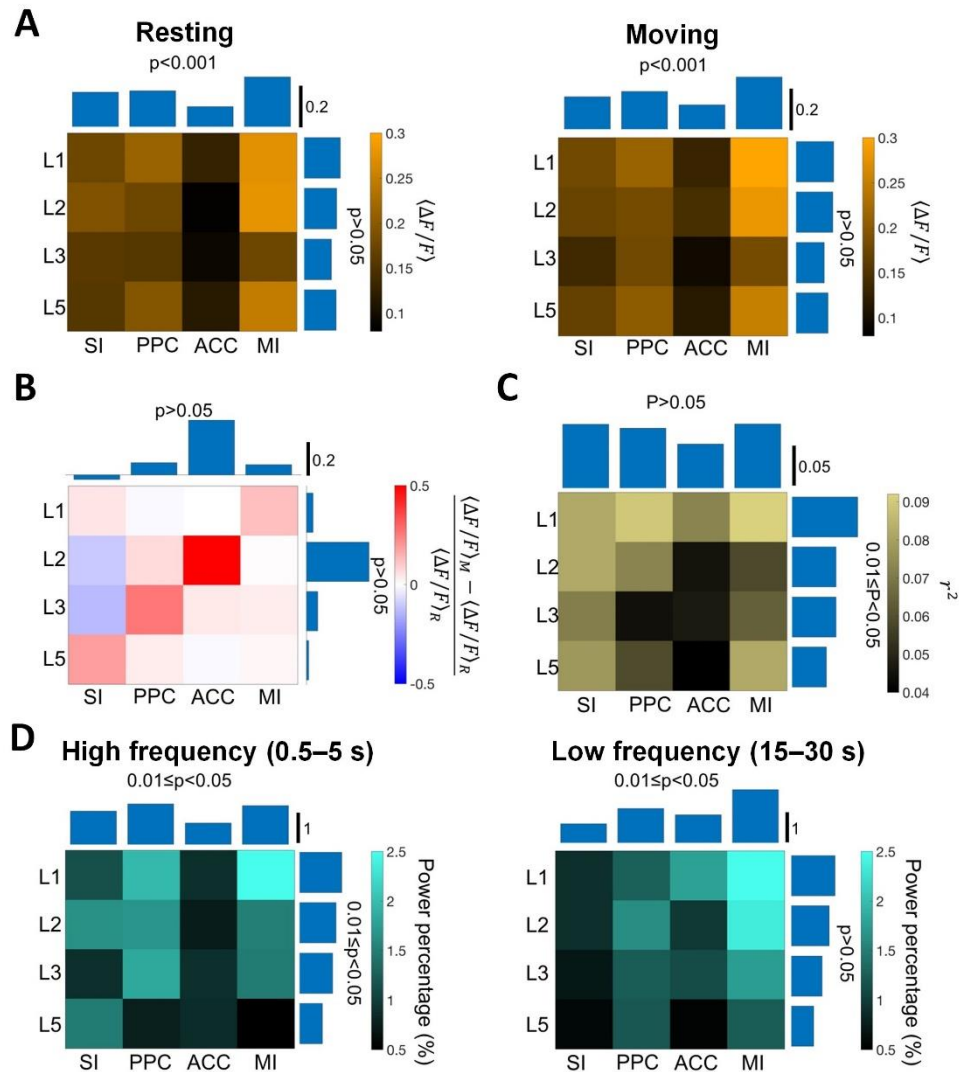 A
Resting
p<0.001
0.2
L1
L2
L3
L5
SI PPC ACC MI
p>0.05
0.3
0.25
0.2
0.15
0.1
⟨ΔF/F⟩
Moving
p<0.001
0.2
L1
L2
L3
L5
SI PPC ACC MI
p>0.05
0.3
0.25
0.2
0.15
0.1
⟨ΔF/F⟩
B
p>0.05
0.2
L1
L2
L3
L5
SI PPC ACC MI
p>0.05
0.5
0
-0.5
⟨ΔF/F⟩M − ⟨ΔF/F⟩R
⟨ΔF/F⟩R
C
P>0.05
0.05
L1
L2
L3
L5
SI PPC ACC MI
0.01≤P<0.05
0.09
0.08
0.07
0.06
0.05
0.04
r²
D
High frequency (0.5–5 s)
0.01≤p<0.05
1
L1
L2
L3
L5
SI PPC ACC MI
0.01≤p<0.05
2.5
2
1.5
1
0.5
Power percentage (%)
Low frequency (15–30 s)
0.01≤p<0.05
1
L1
L2
L3
L5
SI PPC ACC MI
p>0.05
2.5
2
1.5
1
0.5
Power percentage (%)